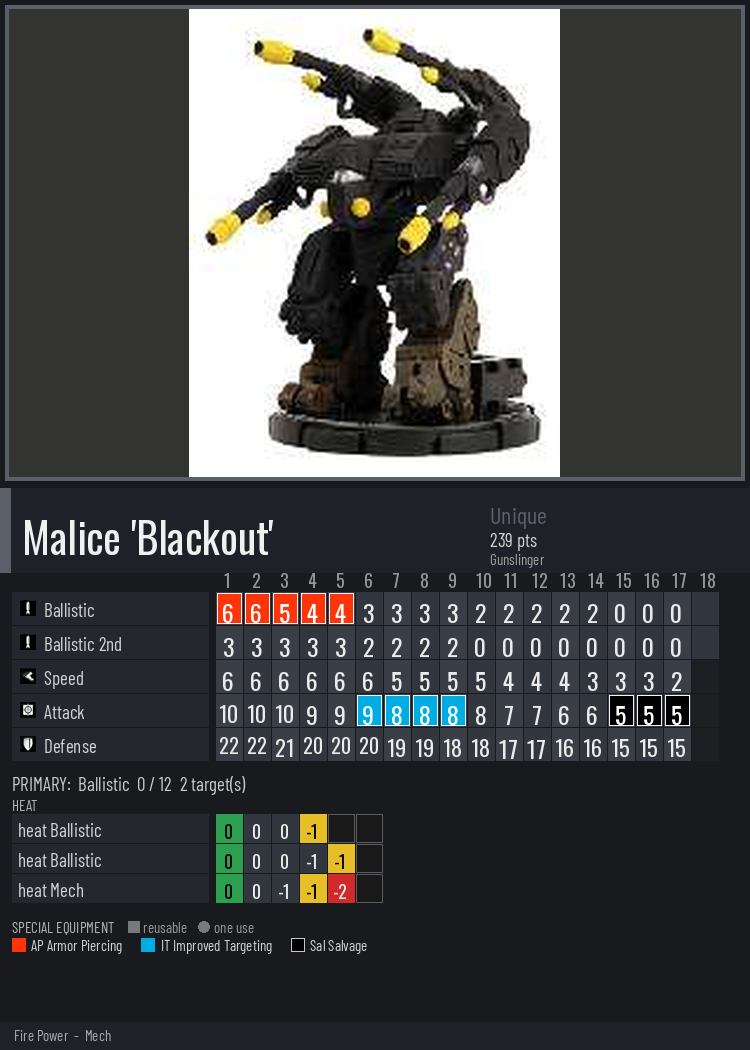 Malice 'Blackout'
Unique
239 pts
Gunslinger
1 2 3 4 5 6 7 8 9 10 11 12 13 14 15 16 17 18
Ballistic 6 6 5 4 4 3 3 3 3 2 2 2 2 2 0 0 0
Ballistic 2nd 3 3 3 3 3 2 2 2 2 0 0 0 0 0 0 0 0
Speed 6 6 6 6 6 6 5 5 5 5 4 4 4 3 3 3 2
Attack 10 10 10 9 9 9 8 8 8 8 7 7 6 6 5 5 5
Defense 22 22 21 20 20 20 19 19 18 18 17 17 16 16 15 15 15
PRIMARY: Ballistic 0 / 12 2 target(s)
HEAT
heat Ballistic 0 0 0 -1
heat Ballistic 0 0 0 -1 -1
heat Mech 0 0 -1 -1 -2
SPECIAL EQUIPMENT reusable one use
AP Armor Piercing IT Improved Targeting Sal Salvage
Fire Power - Mech